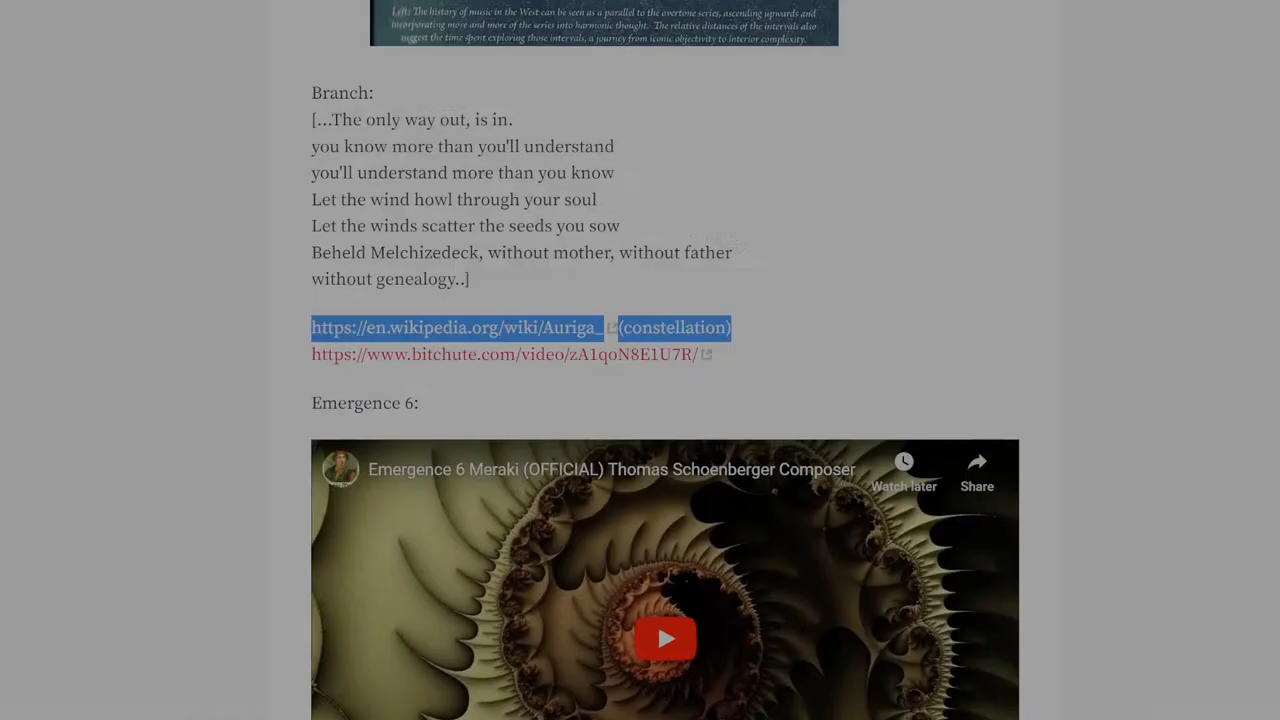 Left: The history of music in the West can be seen as a parallel to the overtone series, ascending upwards and
incorporating more and more of the series into harmonic thought. The relative distances of the intervals also
suggest the time spent exploring those intervals, a journey from iconic objectivity to interior complexity.
Branch:
[...The only way out, is in.
you know more than you'll understand
you'll understand more than you know
Let the wind howl through your soul
Let the winds scatter the seeds you sow
Beheld Melchizedeck, without mother, without father
without genealogy..]
https://en.wikipedia.org/wiki/Auriga_ (constellation)
https://www.bitchute.com/video/zA1qoN8E1U7R/
Emergence 6:
Emergence 6 Meraki (OFFICIAL) Thomas Schoenberger Composer
Watch later
Share